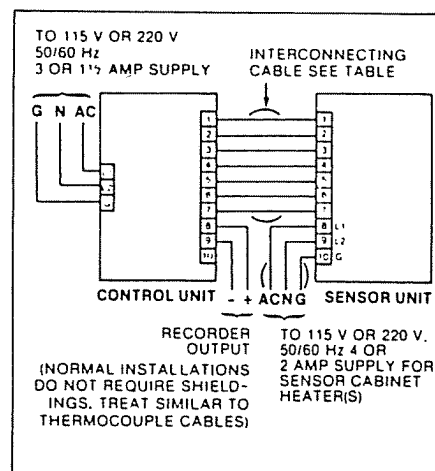 TO 115 V OR 220 V
50/60 Hz
3 OR 1½ AMP SUPPLY
INTERCONNECTING
CABLE SEE TABLE
G N AC
1 1
2 2
3 3
4 4
5 5
6 6
7 7
8 8 L1
9 9 L2
10 10 G
CONTROL UNIT - + ACNG SENSOR UNIT
RECORDER
OUTPUT
(NORMAL INSTALLATIONS
DO NOT REQUIRE SHIELD-
INGS. TREAT SIMILAR TO
THERMOCOUPLE CABLES)
TO 115 V OR 220 V.
50/60 Hz 4 OR
2 AMP SUPPLY FOR
SENSOR CABINET
HEATER(S)